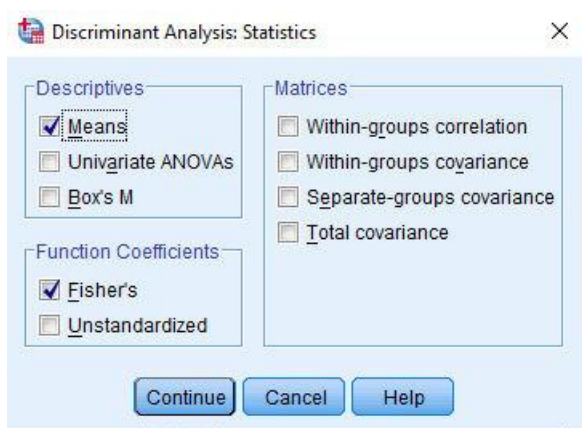 Discriminant Analysis: Statistics
Descriptives
Means
Univariate ANOVAs
Box's M
Function Coefficients
Fisher's
Unstandardized
Matrices
Within-groups correlation
Within-groups covariance
Separate-groups covariance
Total covariance
Continue Cancel Help